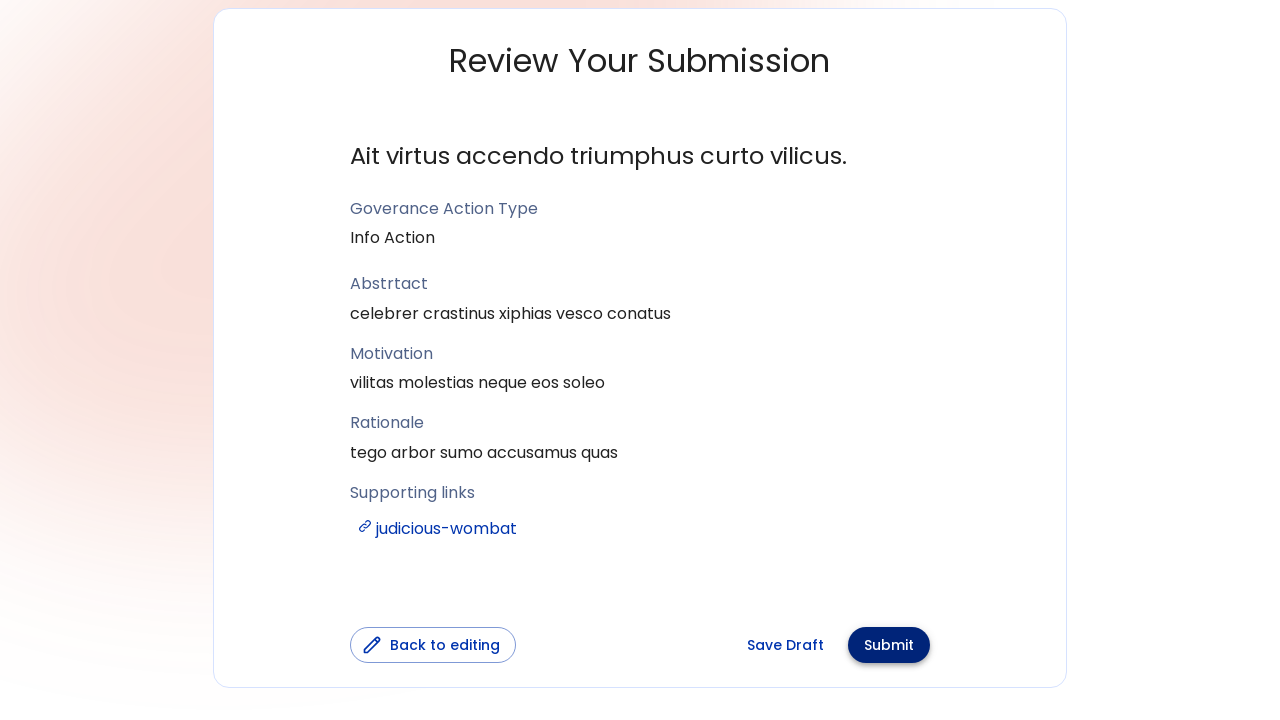 Review Your Submission
Ait virtus accendo triumphus curto vilicus.
Goverance Action Type
Info Action
Abstrtact
celebrer crastinus xiphias vesco conatus
Motivation
vilitas molestias neque eos soleo
Rationale
tego arbor sumo accusamus quas
Supporting links
judicious-wombat
Back to editing
Save Draft
Submit